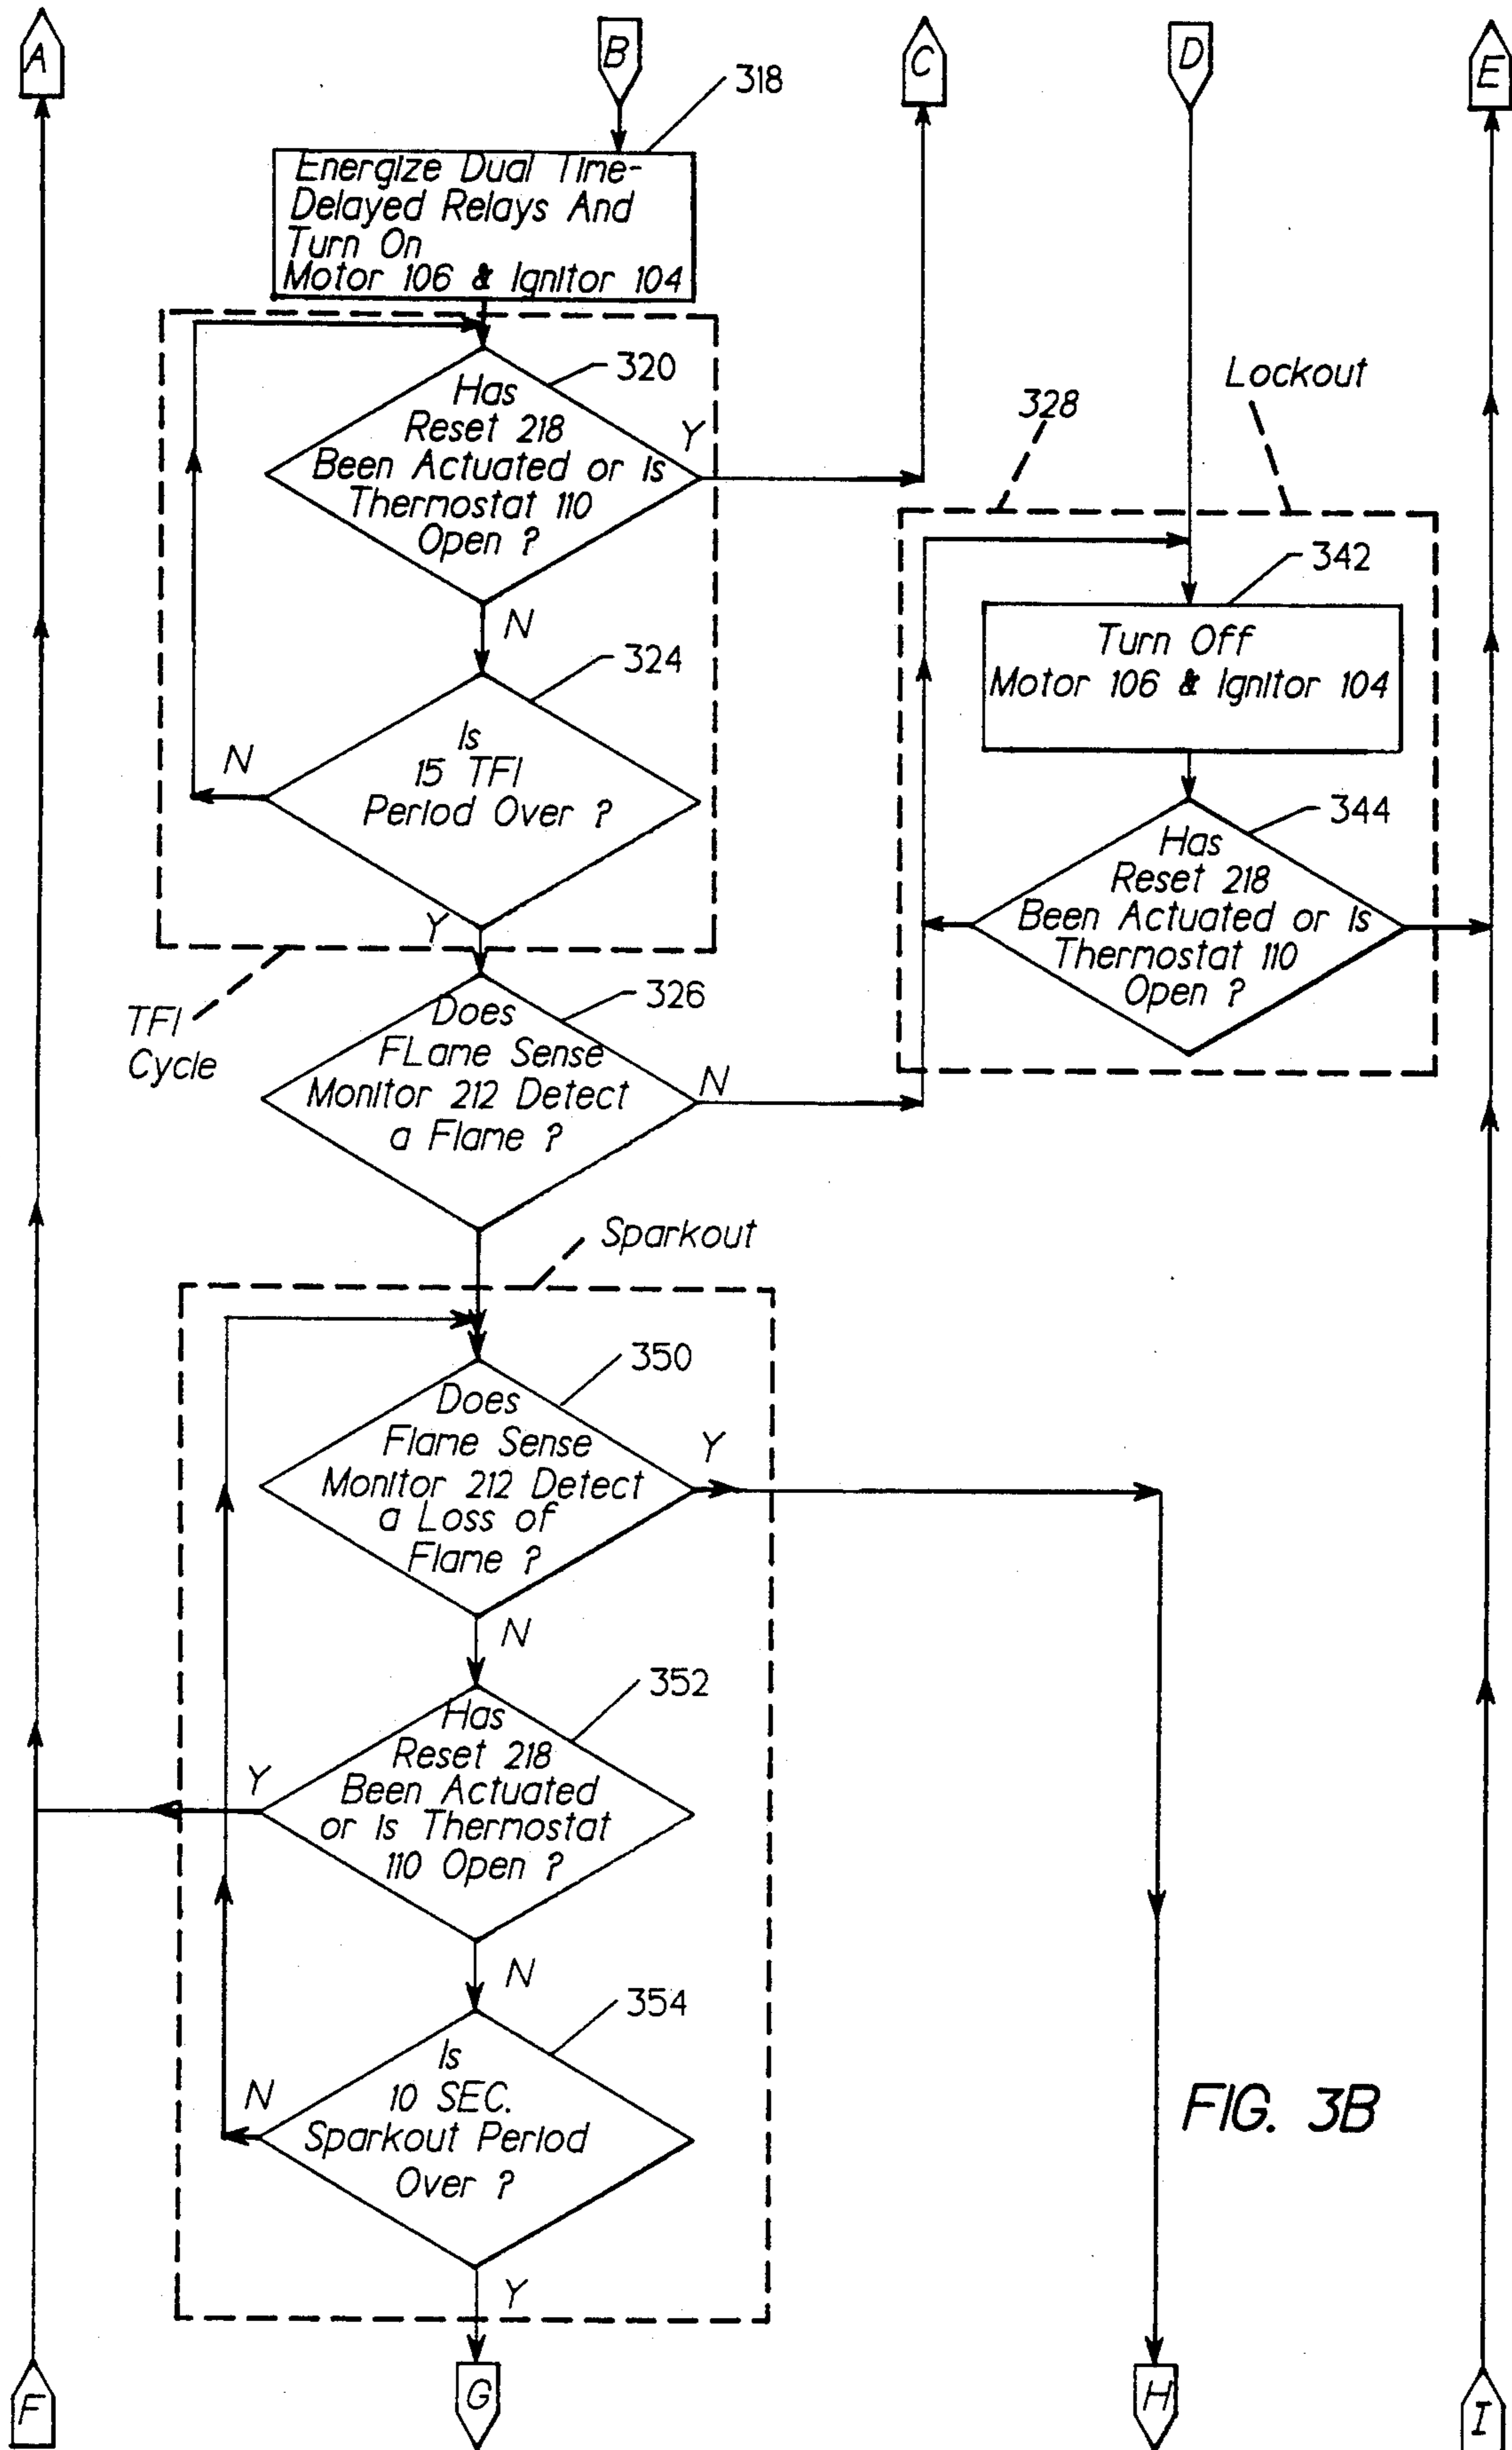 A
B
C
D
E
318
Energize Dual Time-
Delayed Relays And
Turn On
Motor 106 & Ignitor 104
320
Has
Reset 218
Been Actuated or Is
Thermostat 110
Open ?
Y
N
324
Is
15 TFI
Period Over ?
N
Y
TFI
Cycle
328
Lockout
342
Turn Off
Motor 106 & Ignitor 104
344
Has
Reset 218
Been Actuated or Is
Thermostat 110
Open ?
326
Does
FLame Sense
Monitor 212 Detect
a Flame ?
N
Sparkout
350
Does
Flame Sense
Monitor 212 Detect
a Loss of
Flame ?
Y
N
352
Has
Reset 218
Been Actuated
or Is Thermostat
110 Open ?
Y
N
354
Is
10 SEC.
Sparkout Period
Over ?
N
Y
FIG. 3B
F
G
H
I